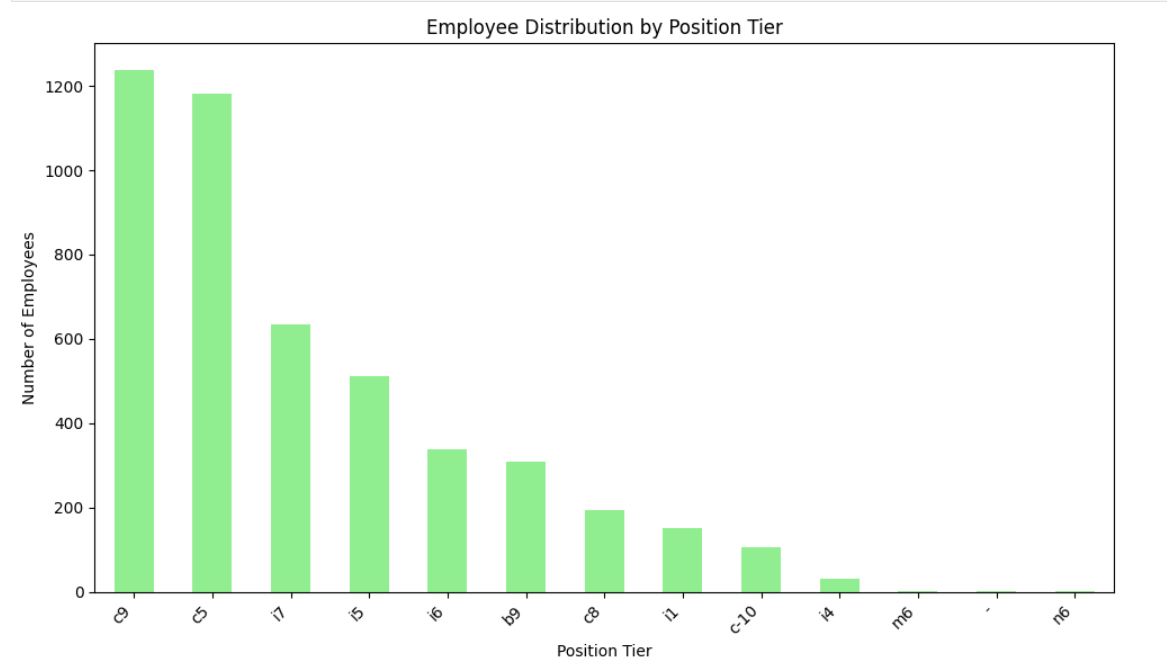 Employee Distribution by Position Tier
Number of Employees
1200
1000
800
600
400
200
0
c9 c5 i7 i5 i6 b9 c8 i1 c-10 i4 m6 - n6
Position Tier